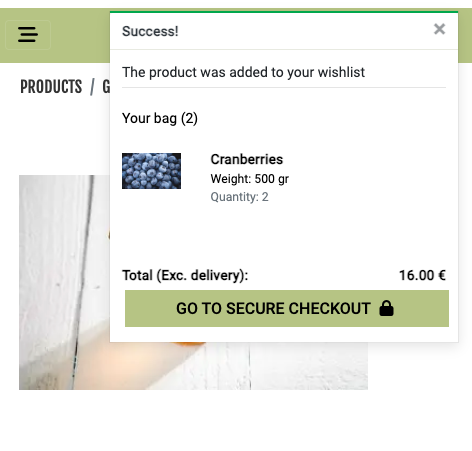 Success!
×
The product was added to your wishlist
PRODUCTS / G
Your bag (2)
Cranberries
Weight: 500 gr
Quantity: 2
Total (Exc. delivery): 16.00 €
GO TO SECURE CHECKOUT